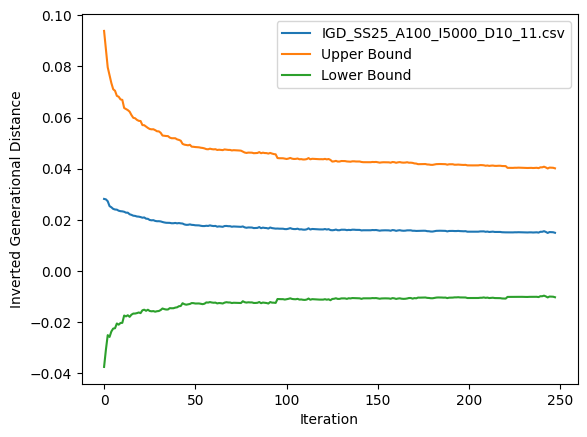 0.10
0.08
0.06
0.04
0.02
0.00
−0.02
−0.04
Inverted Generational Distance
IGD_SS25_A100_I5000_D10_11.csv
Upper Bound
Lower Bound
0
50
100
150
200
250
Iteration